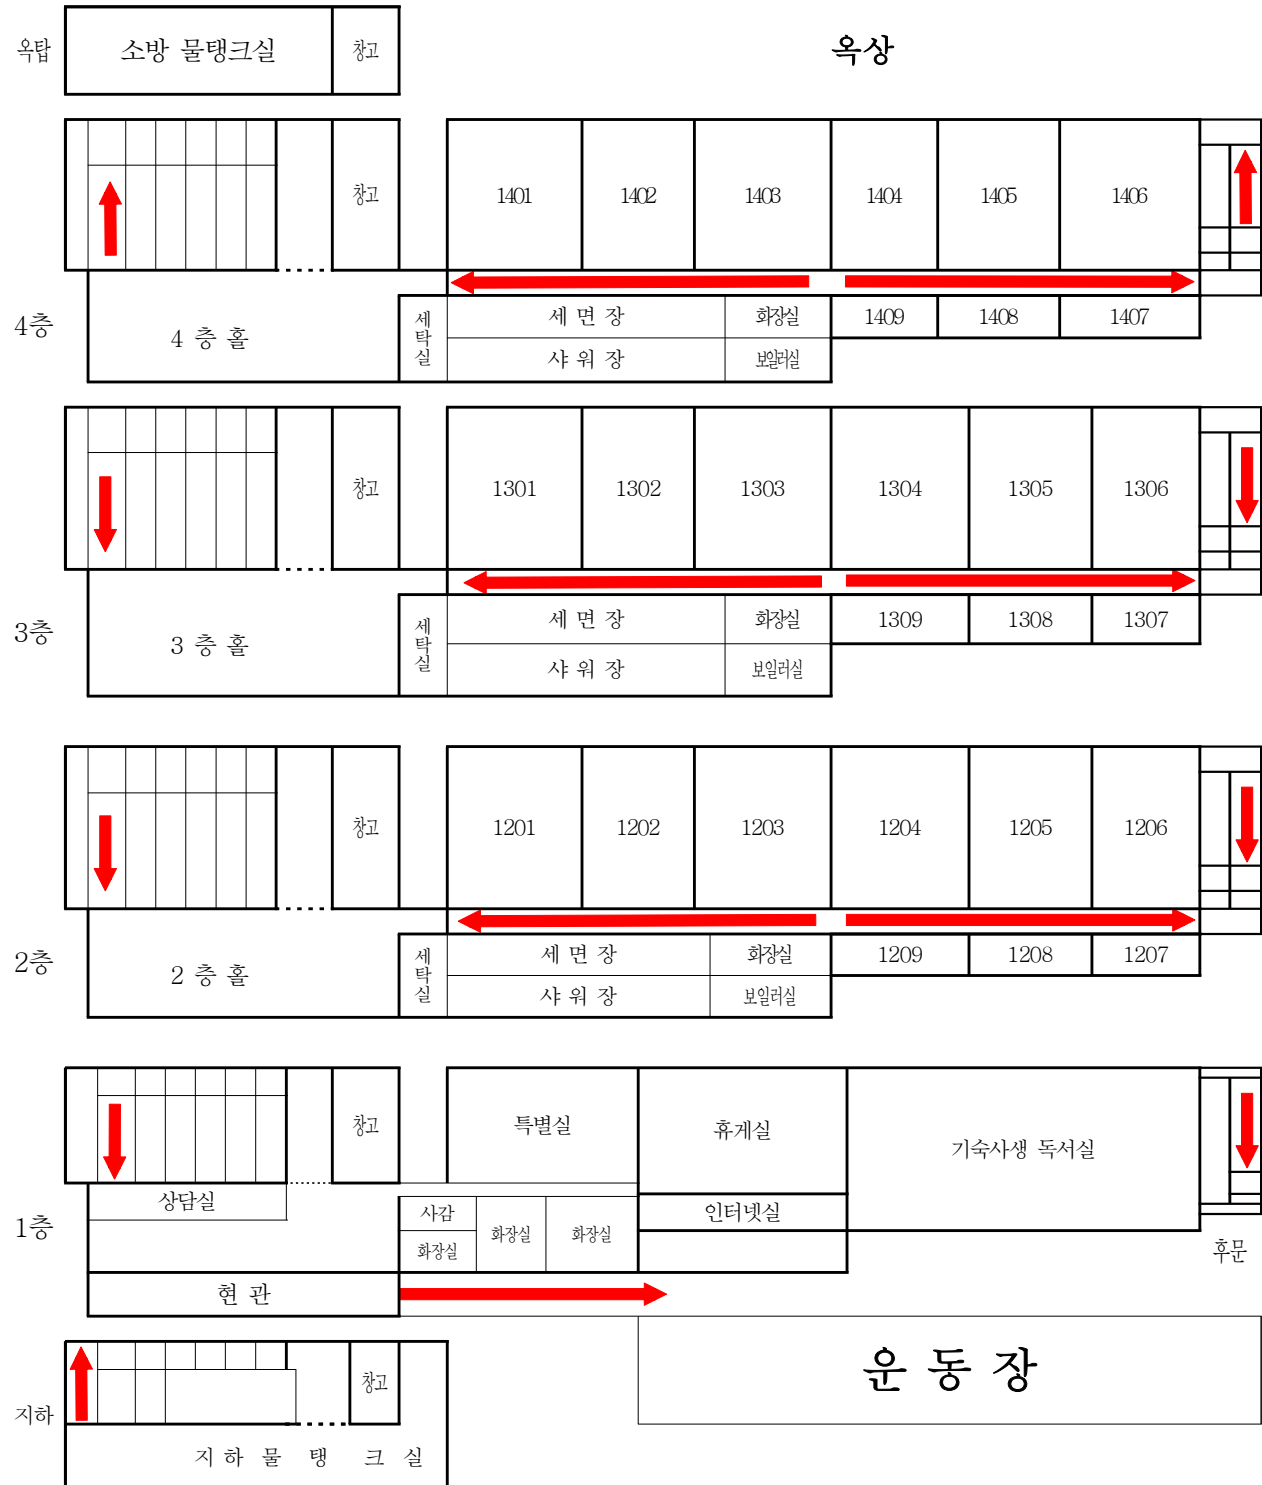 옥탑 소방 물탱크실 창고 옥상
창고 1401 1402 1403 1404 1405 1406
4층 4 층 홀 세탁실 세 면 장 화장실 1409 1408 1407
샤 워 장 보일러실
창고 1301 1302 1303 1304 1305 1306
3층 3 층 홀 세탁실 세 면 장 화장실 1309 1308 1307
샤 워 장 보일러실
창고 1201 1202 1203 1204 1205 1206
2층 2 층 홀 세탁실 세 면 장 화장실 1209 1208 1207
샤 워 장 보일러실
창고 특별실 휴게실 기숙사생 독서실
1층 상담실 사감 화장실 화장실 인터넷실
화장실 후문
현 관
운 동 장
지하 창고
지 하 물 탱 크 실